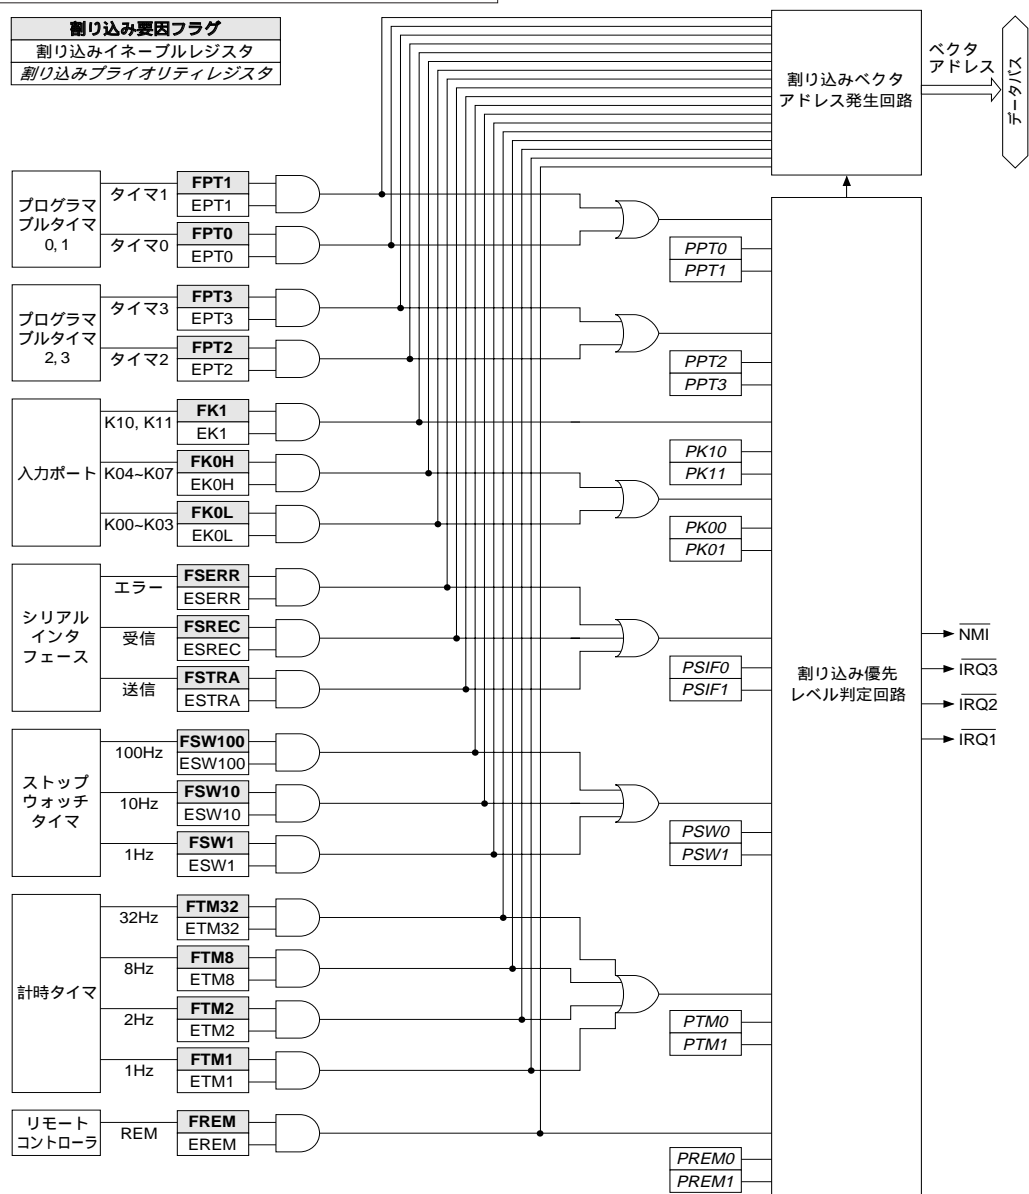 割り込み要因フラグ
割り込みイネーブルレジスタ
割り込みプライオリティレジスタ
割り込みベクタ
アドレス発生回路
ベクタ
アドレス
データバス
プログラマ
ブルタイマ
0, 1
タイマ1
FPT1
EPT1
タイマ0
FPT0
EPT0
PPT0
PPT1
プログラマ
ブルタイマ
2, 3
タイマ3
FPT3
EPT3
タイマ2
FPT2
EPT2
PPT2
PPT3
入力ポート
K10, K11
FK1
EK1
K04~K07
FK0H
EK0H
K00~K03
FK0L
EK0L
PK10
PK11
PK00
PK01
シリアル
インタ
フェース
エラー
FSERR
ESERR
受信
FSREC
ESREC
送信
FSTRA
ESTRA
PSIF0
PSIF1
割り込み優先
レベル判定回路
NMI
IRQ3
IRQ2
IRQ1
ストップ
ウォッチ
タイマ
100Hz
FSW100
ESW100
10Hz
FSW10
ESW10
1Hz
FSW1
ESW1
PSW0
PSW1
計時タイマ
32Hz
FTM32
ETM32
8Hz
FTM8
ETM8
2Hz
FTM2
ETM2
1Hz
FTM1
ETM1
PTM0
PTM1
リモート
コントローラ
REM
FREM
EREM
PREM0
PREM1